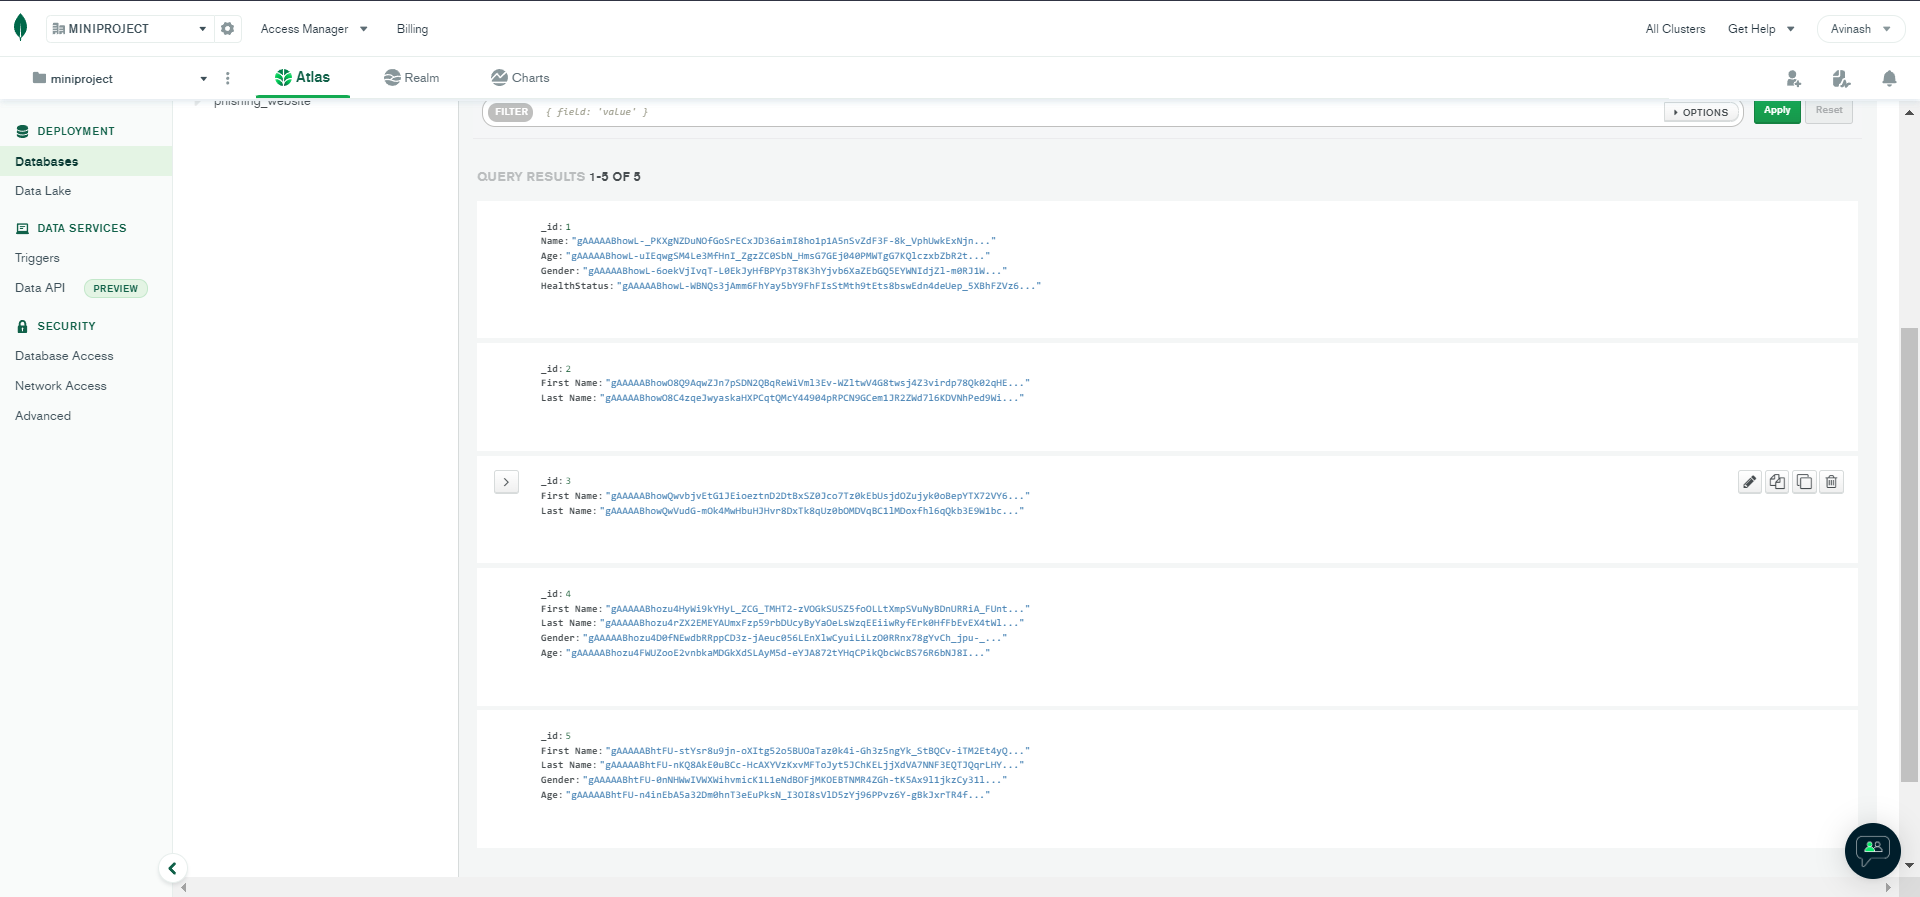 MINIPROJECT
Access Manager
Billing
All Clusters
Get Help
Avinash
miniproject
Atlas
Realm
Charts
phishing_website
FILTER
{ field: 'value' }
OPTIONS
Apply
Reset
DEPLOYMENT
Databases
Data Lake
DATA SERVICES
Triggers
Data API PREVIEW
SECURITY
Database Access
Network Access
Advanced
QUERY RESULTS 1-5 OF 5
_id: 1
Name: "gAAAAABhowL-_PKXgNZDuNOfGoSrECxJD36aimI8ho1p1A5nSvZdF3F-8k_VphUwkExNjn..."
Age: "gAAAAABhowL-uIEqwgSM4Le3MfHnI_ZgzZC0SbN_HmsG7GEj040PMWTgG7KQlczxbZbR2t..."
Gender: "gAAAAABhowL-6oekVjIvqT-L0EkJyHfBPYp3T8K3hYjvb6XaZEbGQ5EYWNIdjZl-m0RJ1W..."
HealthStatus: "gAAAAABhowL-WBNQs3jAmm6FhYay5bY9FhFIsStMth9tEts8bswEdn4deUep_5XBhFZVz6..."
_id: 2
First Name: "gAAAAABhowO8Q9AqwZJn7pSDN2QBqReWiVml3Ev-WZltwV4G8twsj4Z3virdp78Qk02qHE..."
Last Name: "gAAAAABhowO8C4zqeJwyaskaHXPCqtQMcY44904pRPCN9GCem1JR2ZWd7l6KDVNhPed9Wi..."
_id: 3
First Name: "gAAAAABhowQwvbjvEtG1JEioeztnD2DtBxSZ0Jco7Tz0kEbUsjdOZujyk0oBepYTX72VY6..."
Last Name: "gAAAAABhowQwVudG-mOk4MwHbuHJHvr8DxTk8qUz0bOMDVqBC1lMDoxfhl6qQkb3E9W1bc..."
_id: 4
First Name: "gAAAAABhozu4HyWi9kYHyL_ZCG_TMHT2-zVOGkSUSZ5foOLLtXmpSVuNyBDnURRiA_FUnt..."
Last Name: "gAAAAABhozu4rZX2EMEYAUmxFzp59rbDUcyByYaOeLsWzqEEiiwRyfErk0HfFbEvEX4tWl..."
Gender: "gAAAAABhozu4D0fNEwdbRRppCD3z-jAeuc056LEnXlwCyuiLiLzO0RRnx78gYvCh_jpu-_..."
Age: "gAAAAABhozu4FWUZooE2vnbkaMDGkXdSLAyM5d-eYJA872tYHqCPikQbcWcBS76R6bNJ8I..."
_id: 5
First Name: "gAAAAABhtFU-stYsr8u9jn-oXItg52o5BUOaTaz0k4i-Gh3z5ngYk_StBQCv-iTM2Et4yQ..."
Last Name: "gAAAAABhtFU-nKQ8AkE0uBCc-HcAXYVzKxvMFToJyt5JChKELjjXdVA7NNF3EQTJQqrLHY..."
Gender: "gAAAAABhtFU-0nNHWwIVWXWihvmicK1L1eNdBOFjMKOEBTNMR4ZGh-tK5Ax9l1jkzCy31l..."
Age: "gAAAAABhtFU-n4inEbA5a32Dm0hnT3eEuPksN_I3OI8sVlD5zYj96PPvz6Y-gBkJxrTR4f..."